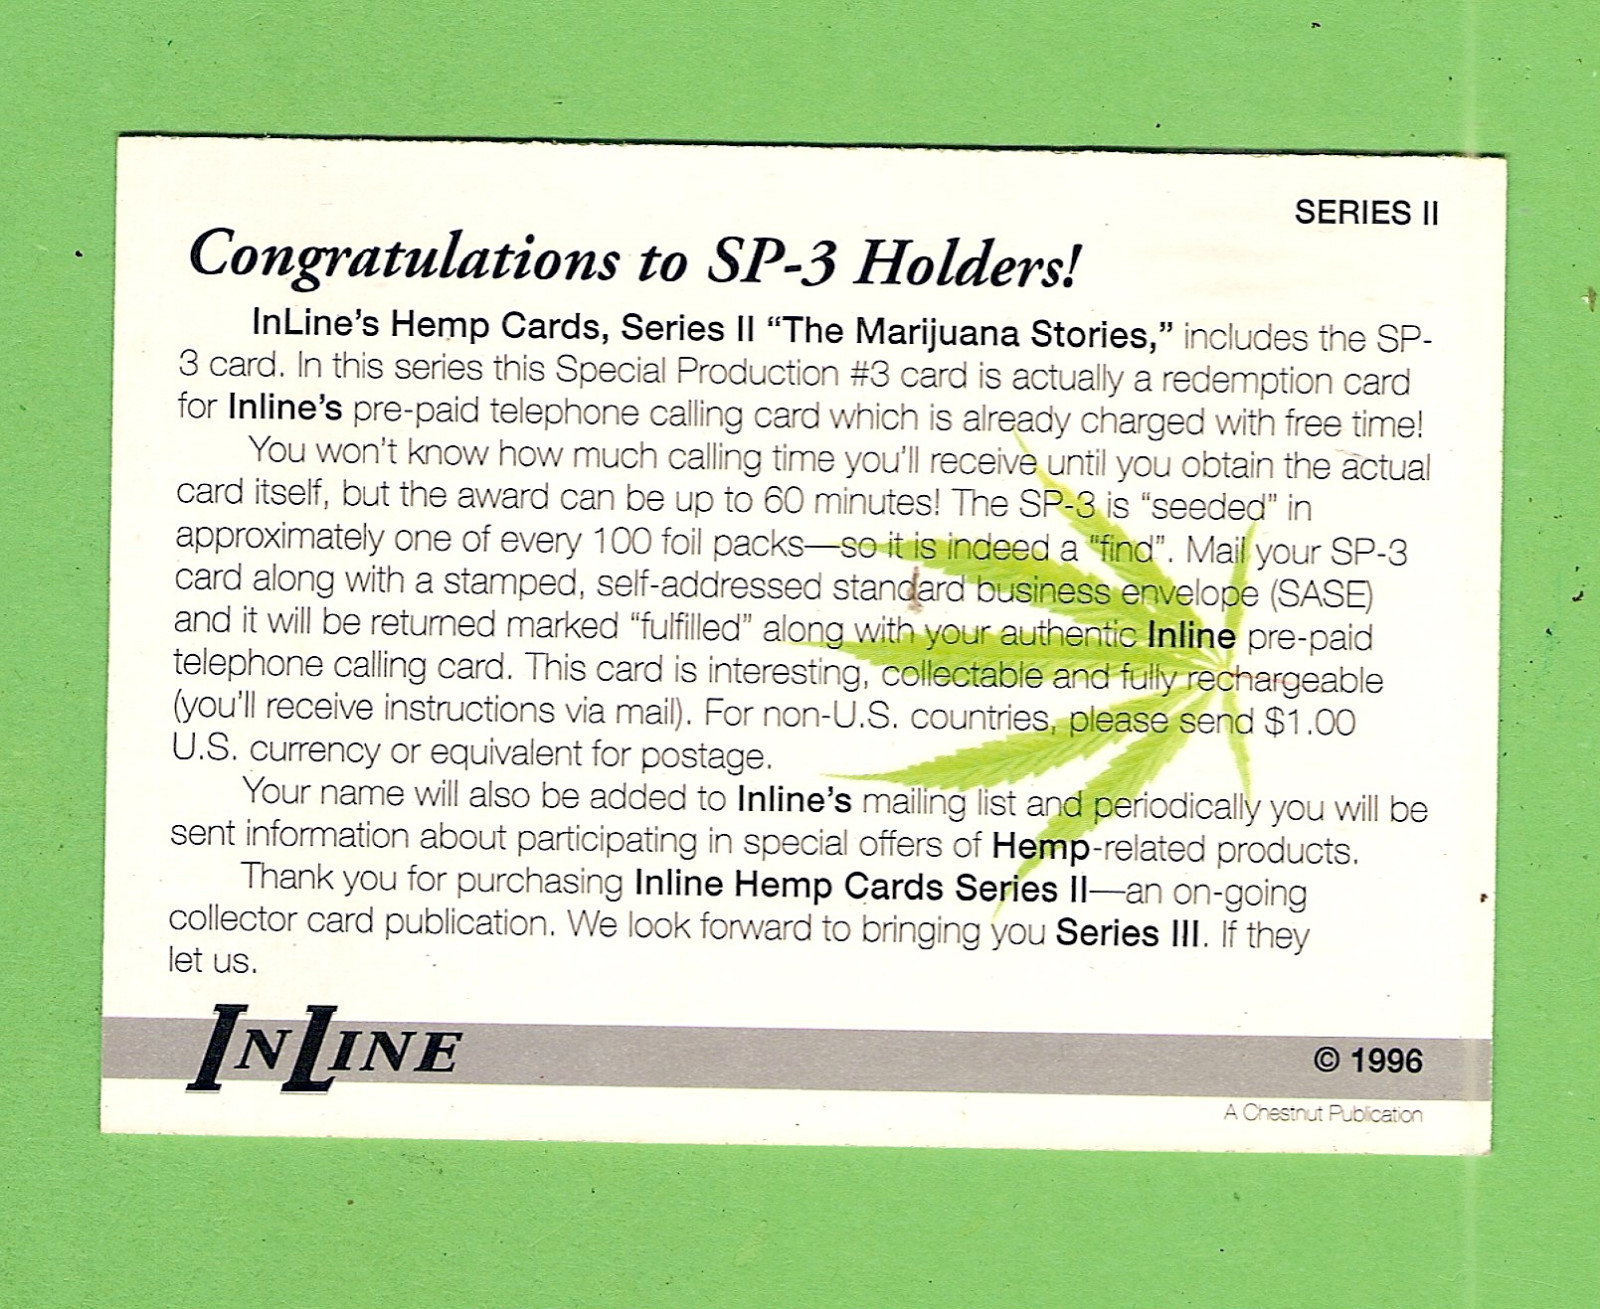 SERIES II
Congratulations to SP-3 Holders!
InLine's Hemp Cards, Series II “The Marijuana Stories,” includes the SP-
3 card. In this series this Special Production #3 card is actually a redemption card
for Inline's pre-paid telephone calling card which is already charged with free time!
You won't know how much calling time you'll receive until you obtain the actual
card itself, but the award can be up to 60 minutes! The SP-3 is “seeded” in
approximately one of every 100 foil packs—so it is indeed a “find”. Mail your SP-3
card along with a stamped, self-addressed standard business envelope (SASE)
and it will be returned marked “fulfilled” along with your authentic Inline pre-paid
telephone calling card. This card is interesting, collectable and fully rechargeable
(you'll receive instructions via mail). For non-U.S. countries, please send $1.00
U.S. currency or equivalent for postage.
Your name will also be added to Inline's mailing list and periodically you will be
sent information about participating in special offers of Hemp-related products.
Thank you for purchasing Inline Hemp Cards Series II—an on-going
collector card publication. We look forward to bringing you Series III. If they
let us.
INLINE
© 1996
A Chestnut Publication